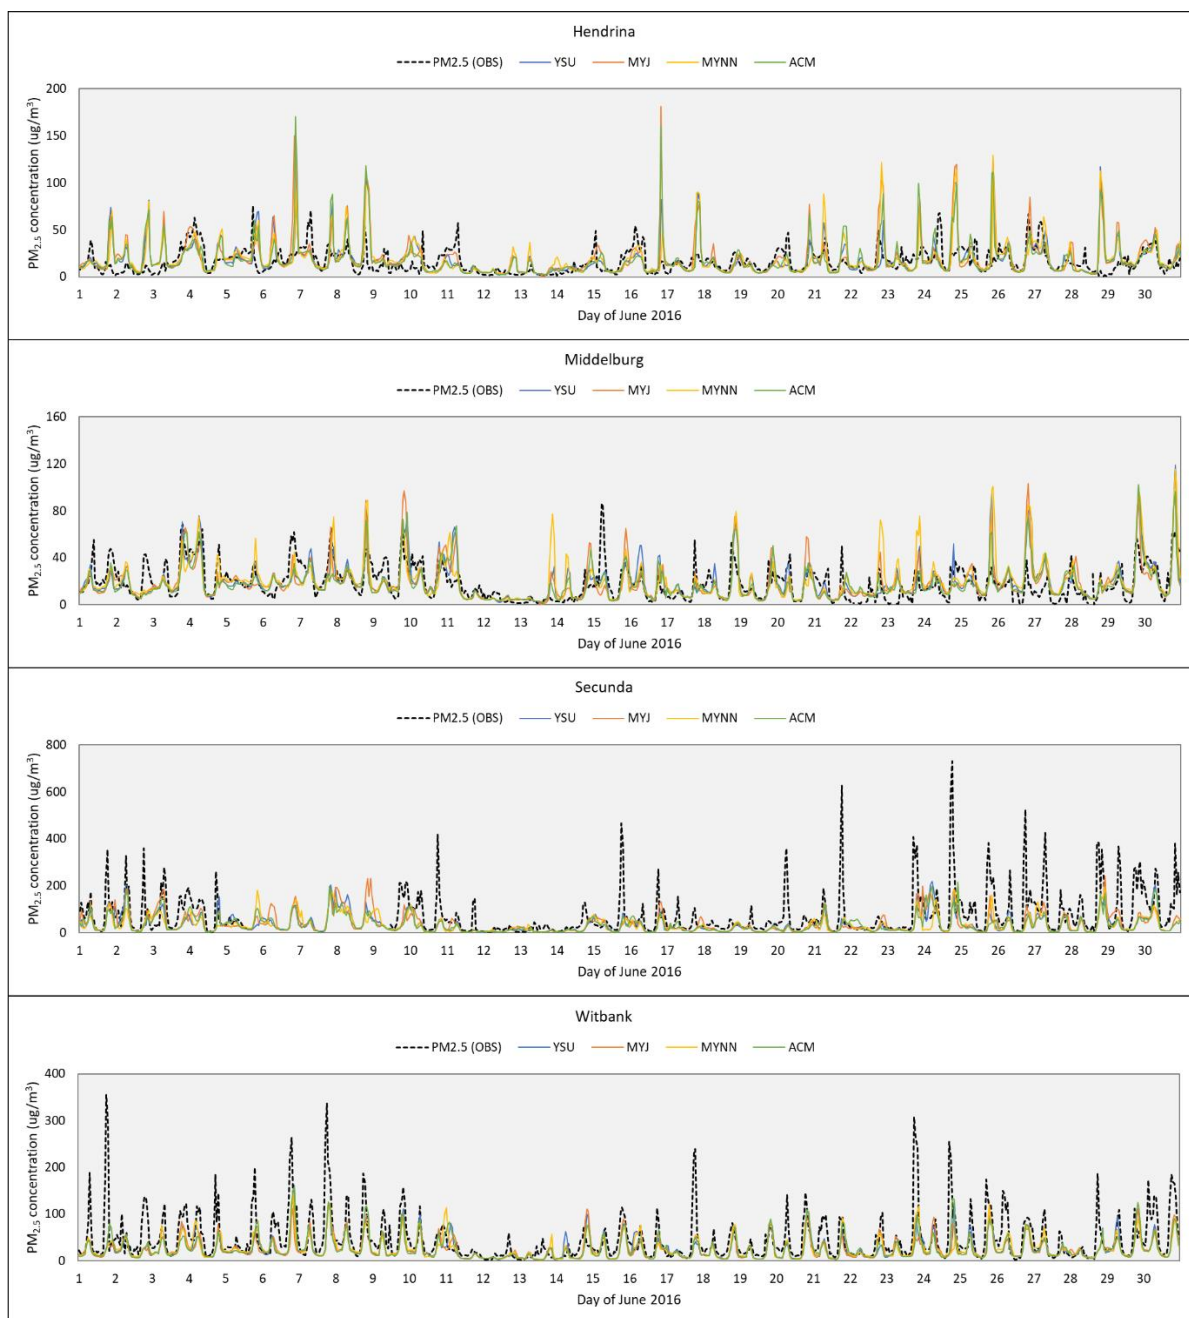 Hendrina
PM2.5 (OBS) YSU MYJ MYNN ACM
PM2.5 concentration (ug/m3)
200
150
100
50
0
1 2 3 4 5 6 7 8 9 10 11 12 13 14 15 16 17 18 19 20 21 22 23 24 25 26 27 28 29 30
Day of June 2016
Middelburg
PM2.5 (OBS) YSU MYJ MYNN ACM
PM2.5 concentration (ug/m3)
160
120
80
40
0
1 2 3 4 5 6 7 8 9 10 11 12 13 14 15 16 17 18 19 20 21 22 23 24 25 26 27 28 29 30
Day of June 2016
Secunda
PM2.5 (OBS) YSU MYJ MYNN ACM
PM2.5 concentration (ug/m3)
800
600
400
200
0
1 2 3 4 5 6 7 8 9 10 11 12 13 14 15 16 17 18 19 20 21 22 23 24 25 26 27 28 29 30
Day of June 2016
Witbank
PM2.5 (OBS) YSU MYJ MYNN ACM
PM2.5 concentration (ug/m3)
400
300
200
100
0
1 2 3 4 5 6 7 8 9 10 11 12 13 14 15 16 17 18 19 20 21 22 23 24 25 26 27 28 29 30
Day of June 2016